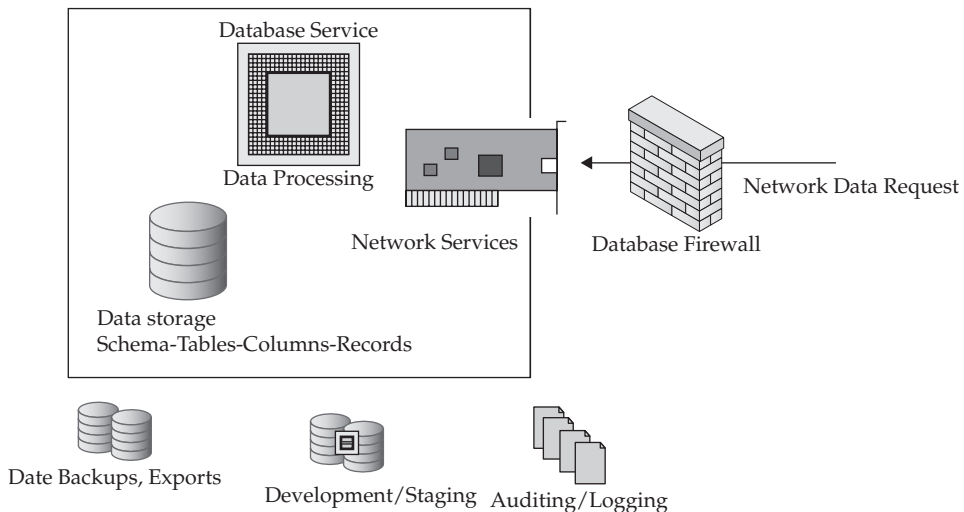 Database Service
Data Processing
Network Services
Network Data Request
Database Firewall
Data storage
Schema-Tables-Columns-Records
Date Backups, Exports
Development/Staging
Auditing/Logging